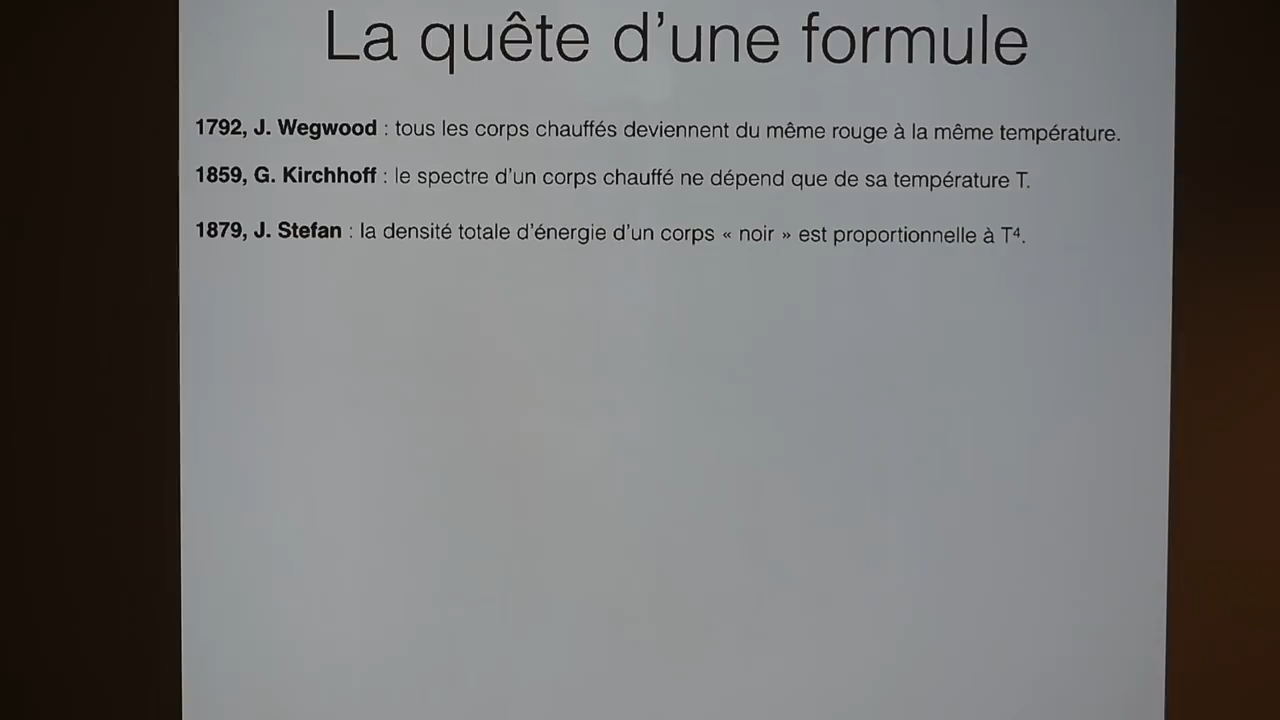 La quête d'une formule
1792, J. Wegwood : tous les corps chauffés deviennent du même rouge à la même température.
1859, G. Kirchhoff : le spectre d'un corps chauffé ne dépend que de sa température T.
1879, J. Stefan : la densité totale d'énergie d'un corps « noir » est proportionnelle à T⁴.